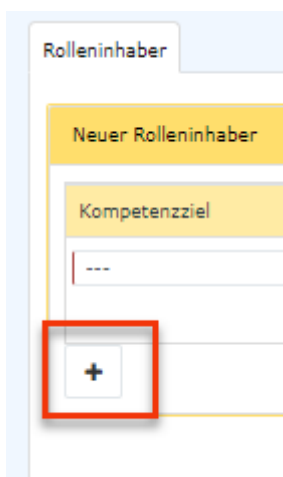 Rolleninhaber
Neuer Rolleninhaber
Kompetenzziel
---
+